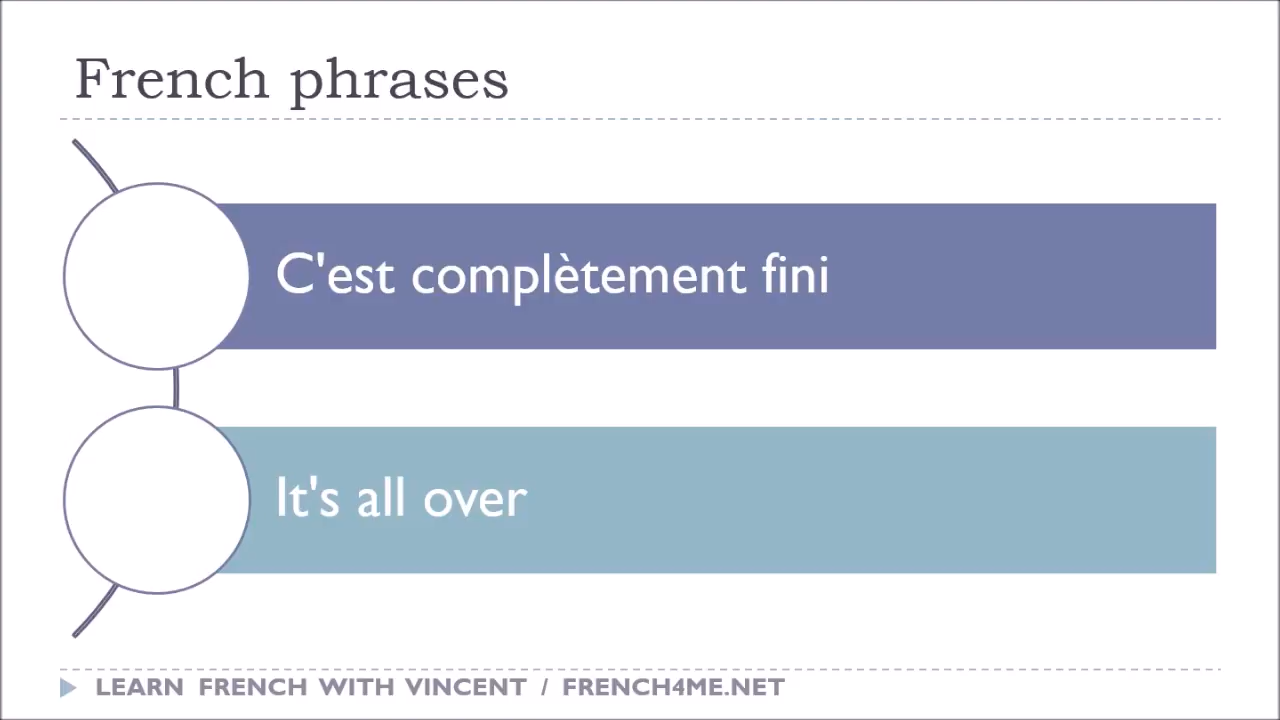 French phrases
C'est complètement fini
It's all over
LEARN FRENCH WITH VINCENT / FRENCH4ME.NET